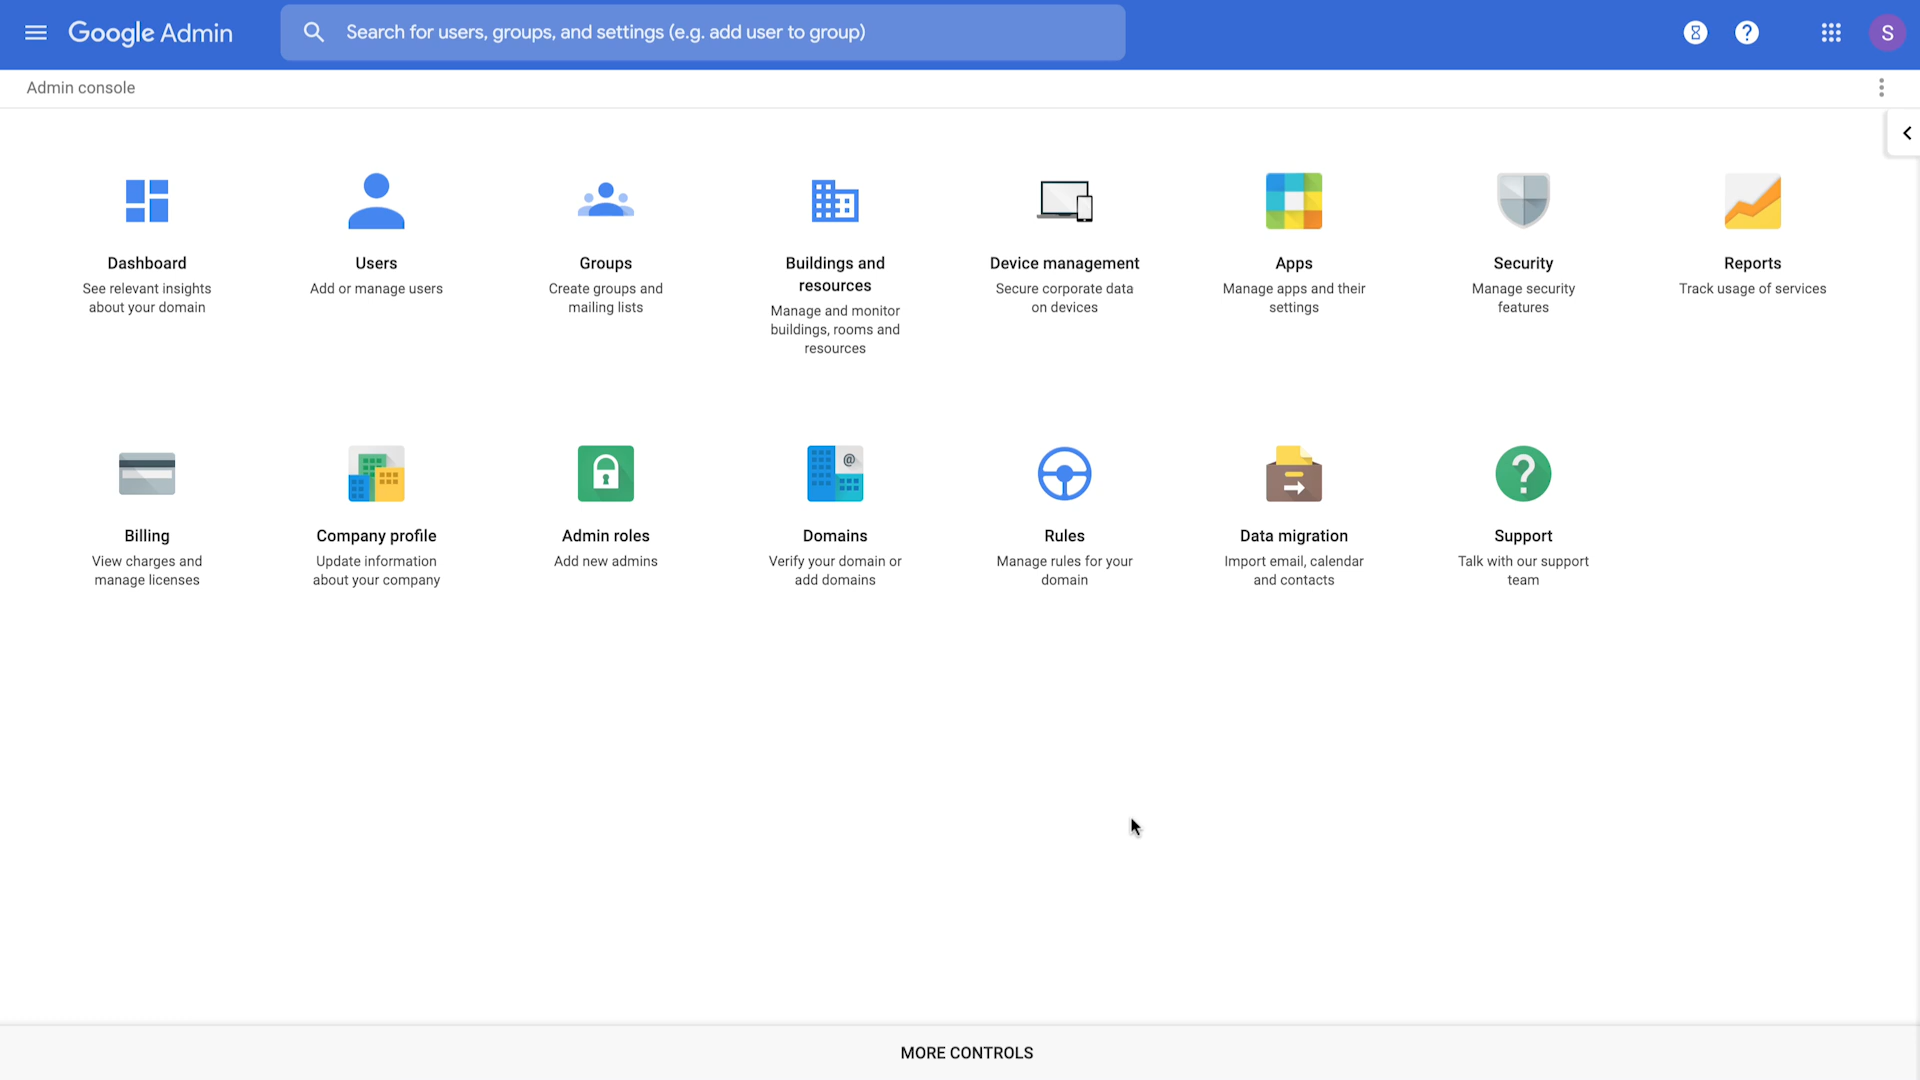 Google Admin
Search for users, groups, and settings (e.g. add user to group)
S
Admin console
Dashboard
See relevant insights
about your domain
Users
Add or manage users
Groups
Create groups and
mailing lists
Buildings and
resources
Manage and monitor
buildings, rooms and
resources
Device management
Secure corporate data
on devices
Apps
Manage apps and their
settings
Security
Manage security
features
Reports
Track usage of services
Billing
View charges and
manage licenses
Company profile
Update information
about your company
Admin roles
Add new admins
@
Domains
Verify your domain or
add domains
Rules
Manage rules for your
domain
Data migration
Import email, calendar
and contacts
Support
Talk with our support
team
MORE CONTROLS